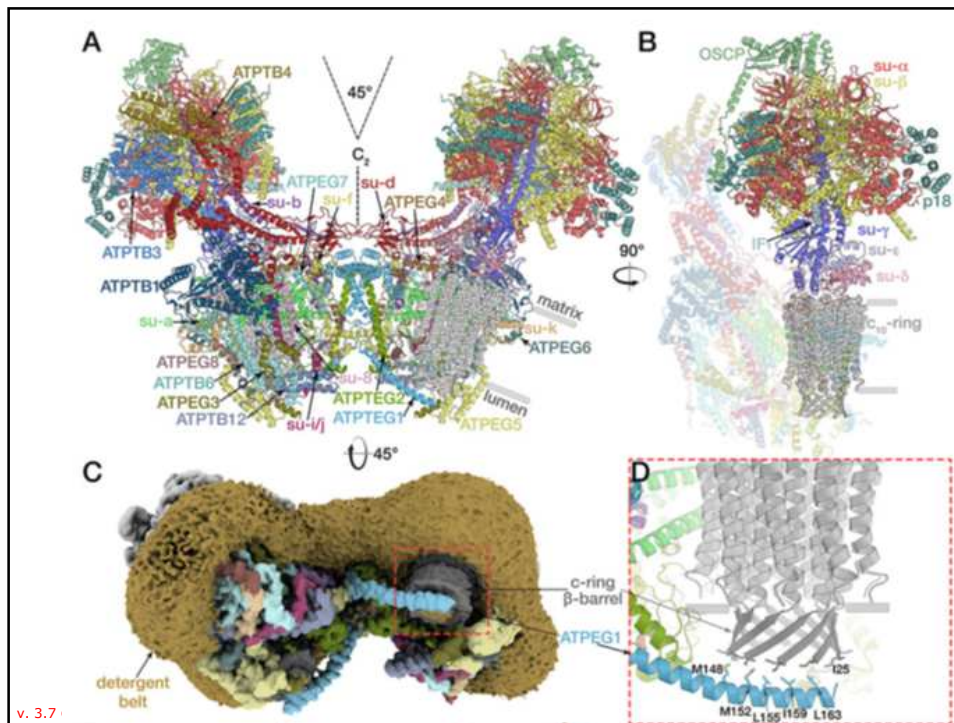 A
B
ATPTB4
45°
C₂
ATPEG7
su-f
su-d
su-b
ATPEG4
ATPTB3
ATPTB1
su-a
ATPEG8
ATPTB6
ATPEG3
ATPTB12
su-i/j
su-8
ATPTEG2
ATPTEG1
ATPEG5
matrix
su-k
ATPEG6
lumen
OSCP
su-α
su-β
p18
su-γ
su-ε
su-δ
c₁₀-ring
90°
45°
C
D
c-ring
β-barrel
ATPEG1
detergent
belt
M148
M152
L155
I159
L163
I25
v. 3.7